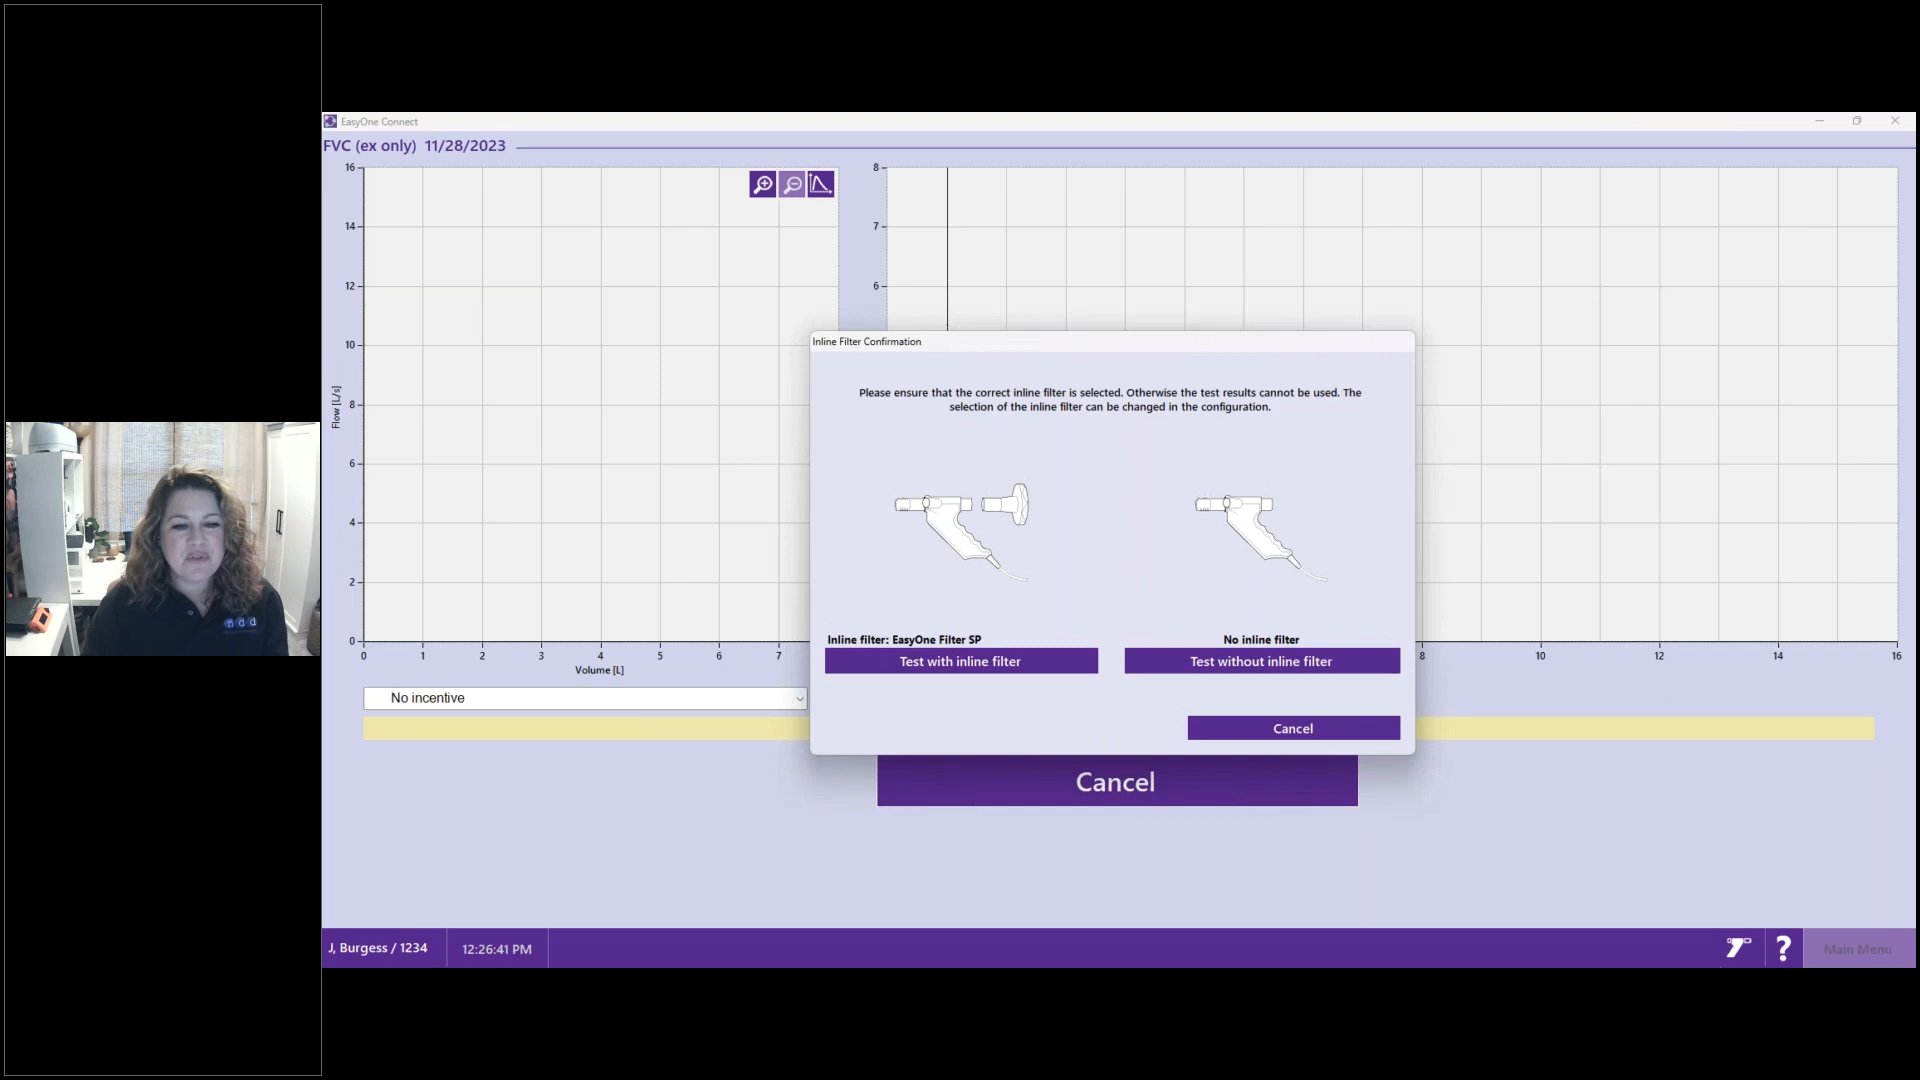 EasyOne Connect
FVC (ex only) 11/28/2023
16
14
12
10
8
6
4
2
0
Flow [L/s]
0 1 2 3 4 5 6 7
Volume [L]
8
7
6
8 10 12 14 16
No incentive
Inline Filter Confirmation
Please ensure that the correct inline filter is selected. Otherwise the test results cannot be used. The
selection of the inline filter can be changed in the configuration.
Inline filter: EasyOne Filter SP
No inline filter
Test with inline filter
Test without inline filter
Cancel
Cancel
ndd
J, Burgess / 1234
12:26:41 PM
?
Main Menu